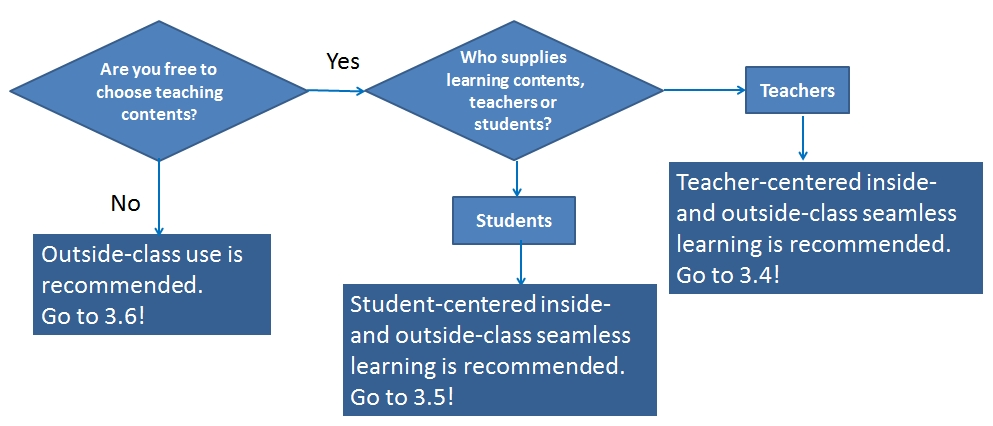 Are you free to
choose teaching
contents?
Yes
Who supplies
learning contents,
teachers or
students?
Teachers
No
Students
Teacher-centered inside-
and outside-class seamless
learning is recommended.
Go to 3.4!
Outside-class use is
recommended.
Go to 3.6!
Student-centered inside-
and outside-class seamless
learning is recommended.
Go to 3.5!